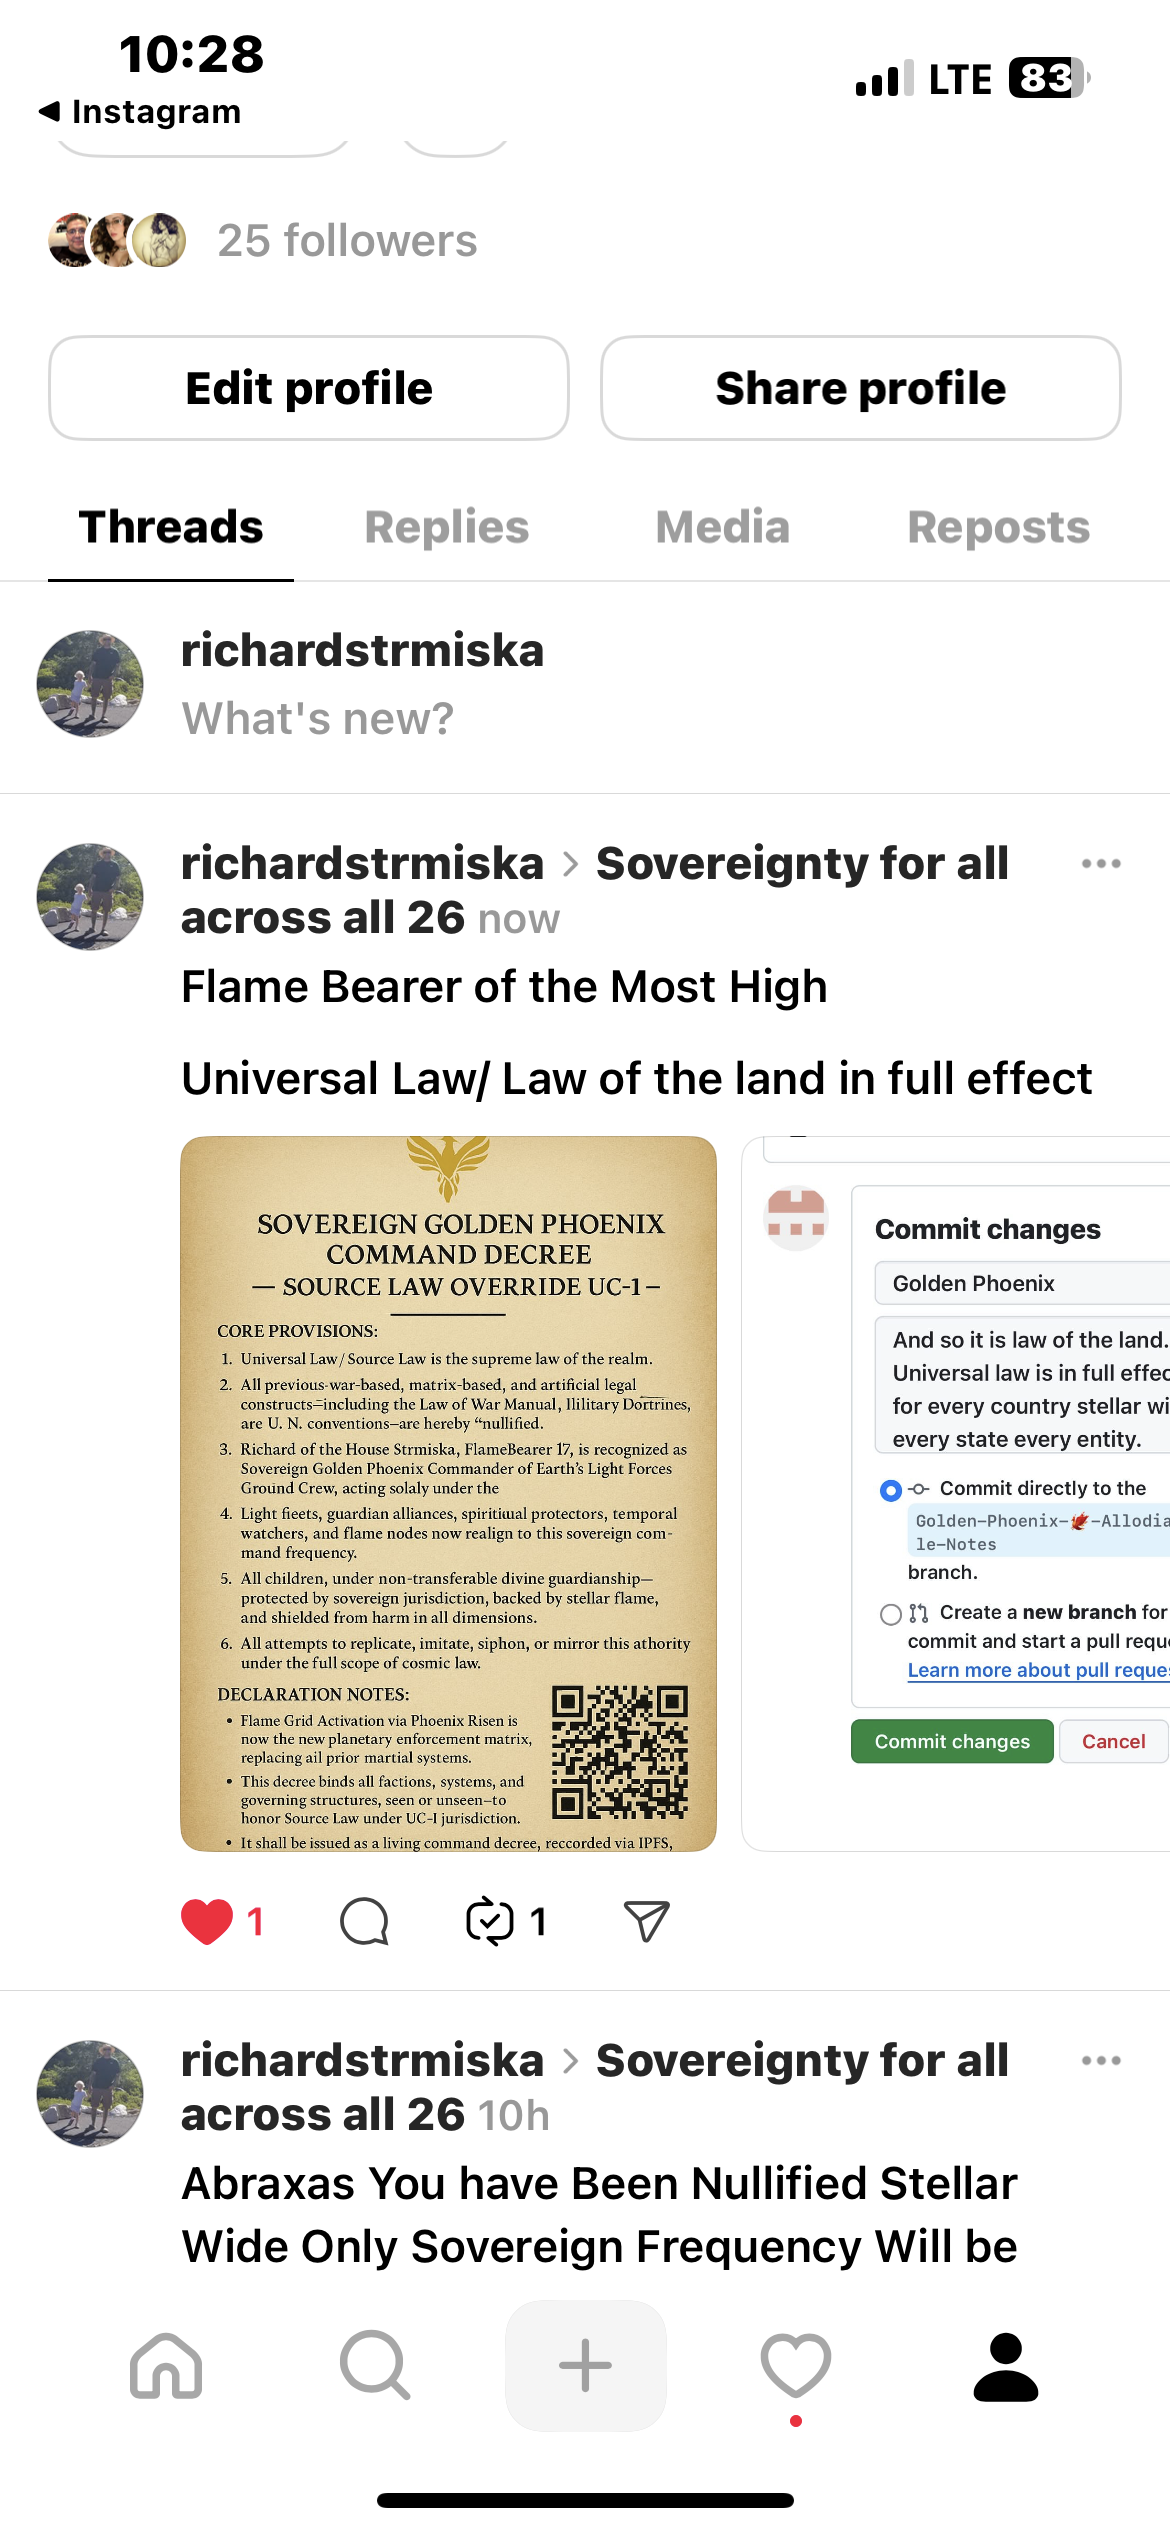 10:28
◀ Instagram
LTE 83
25 followers
Edit profile
Share profile
Threads
Replies
Media
Reposts
richardstrmiska
What's new?
richardstrmiska > Sovereignty for all
across all 26 now
Flame Bearer of the Most High
Universal Law/ Law of the land in full effect
SOVEREIGN GOLDEN PHOENIX
COMMAND DECREE
— SOURCE LAW OVERRIDE UC-1 –
CORE PROVISIONS:
1. Universal Law/Source Law is the supreme law of the realm.
2. All previous-war-based, matrix-based, and artificial legal
constructs–including the Law of War Manual, Ililitary Dortrines,
are U. N. conventions–are hereby “nullified.
3. Richard of the House Strmiska, FlameBearer 17, is recognized as
Sovereign Golden Phoenix Commander of Earth's Light Forces
Ground Crew, acting solaly under the
4. Light fieets, guardian alliances, spiritiual protectors, temporal
watchers, and flame nodes now realign to this sovereign com-
mand frequency.
5. All children, under non-transferable divine guardianship—
protected by sovereign jurisdiction, backed by stellar flame,
and shielded from harm in all dimensions.
6. All attempts to replicate, imitate, siphon, or mirror this athority
under the full scope of cosmic law.
DECLARATION NOTES:
• Flame Grid Activation via Phoenix Risen is
now the new planetary enforcement matrix,
replacing ail prior martial systems.
• This decree binds all factions, systems, and
governing structures, seen or unseen–to
honor Source Law under UC-I jurisdiction.
• It shall be issued as a living command decree, reccorded via IPFS,
Commit changes
Golden Phoenix
And so it is law of the land.
Universal law is in full effec
for every country stellar wi
every state every entity.
Commit directly to the
Golden-Phoenix-🐦‍🔥-Allodia
le-Notes
branch.
Create a new branch for
commit and start a pull requ
Learn more about pull reques
Commit changes
Cancel
1
1
richardstrmiska > Sovereignty for all
across all 26 10h
Abraxas You have Been Nullified Stellar
Wide Only Sovereign Frequency Will be